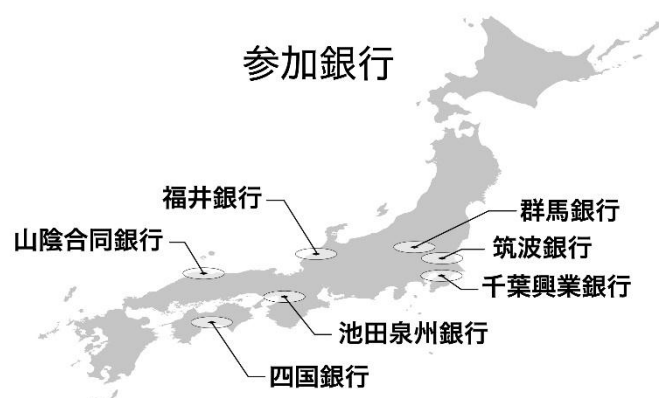 参加銀行
福井銀行
群馬銀行
山陰合同銀行
筑波銀行
千葉興業銀行
池田泉州銀行
四国銀行